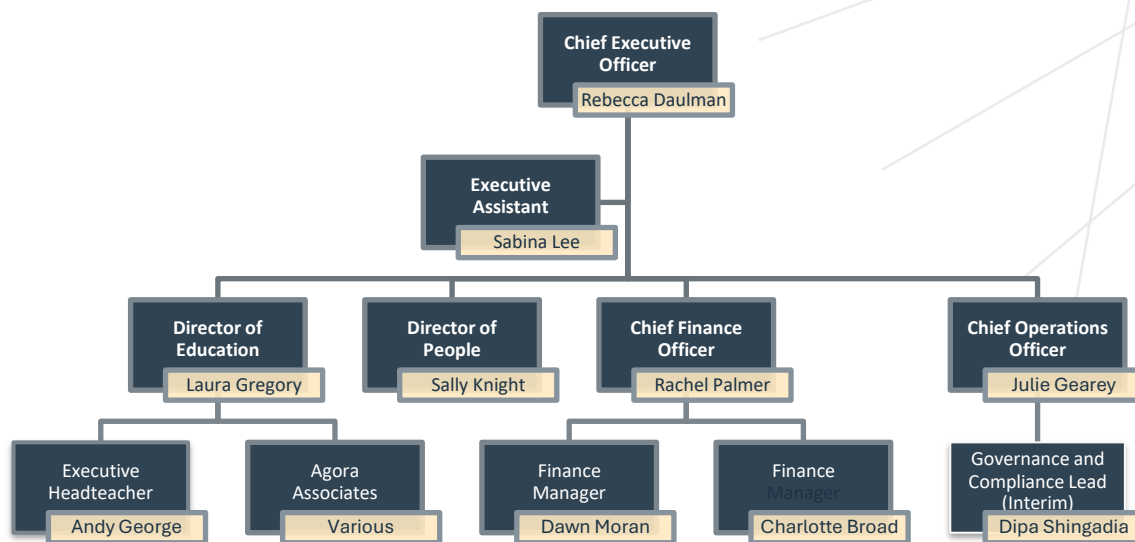 Chief Executive
Officer
Rebecca Daulman
Executive
Assistant
Sabina Lee
Director of
Education
Laura Gregory
Director of
People
Sally Knight
Chief Finance
Officer
Rachel Palmer
Chief Operations
Officer
Julie Gearey
Executive
Headteacher
Andy George
Agora
Associates
Various
Finance
Manager
Dawn Moran
Finance
Manager
Charlotte Broad
Governance and
Compliance Lead
(Interim)
Dipa Shingadia